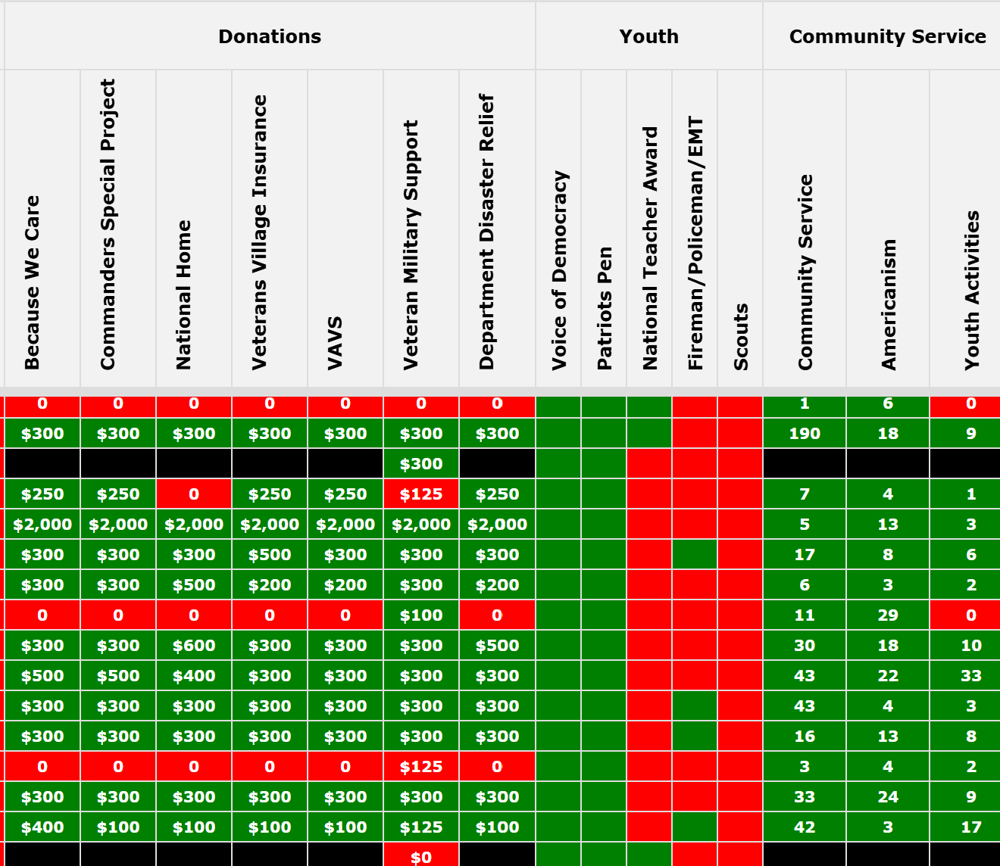 Donations Youth Community Service
Because We Care Commanders Special Project National Home Veterans Village Insurance VAVS Veteran Military Support Department Disaster Relief Voice of Democracy Patriots Pen National Teacher Award Fireman/Policeman/EMT Scouts Community Service Americanism Youth Activities
0 0 0 0 0 0 0 1 6 0
$300 $300 $300 $300 $300 $300 $300 190 18 9
$300
$250 $250 0 $250 $250 $125 $250 7 4 1
$2,000 $2,000 $2,000 $2,000 $2,000 $2,000 $2,000 5 13 3
$300 $300 $300 $500 $300 $300 $300 17 8 6
$300 $300 $500 $200 $200 $300 $200 6 3 2
0 0 0 0 0 $100 0 11 29 0
$300 $300 $600 $300 $300 $300 $500 30 18 10
$500 $500 $400 $300 $300 $300 $300 43 22 33
$300 $300 $300 $300 $300 $300 $300 43 4 3
$300 $300 $300 $300 $300 $300 $300 16 13 8
0 0 0 0 0 $125 0 3 4 2
$300 $300 $300 $300 $300 $300 $300 33 24 9
$400 $100 $100 $100 $100 $125 $100 42 3 17
$0